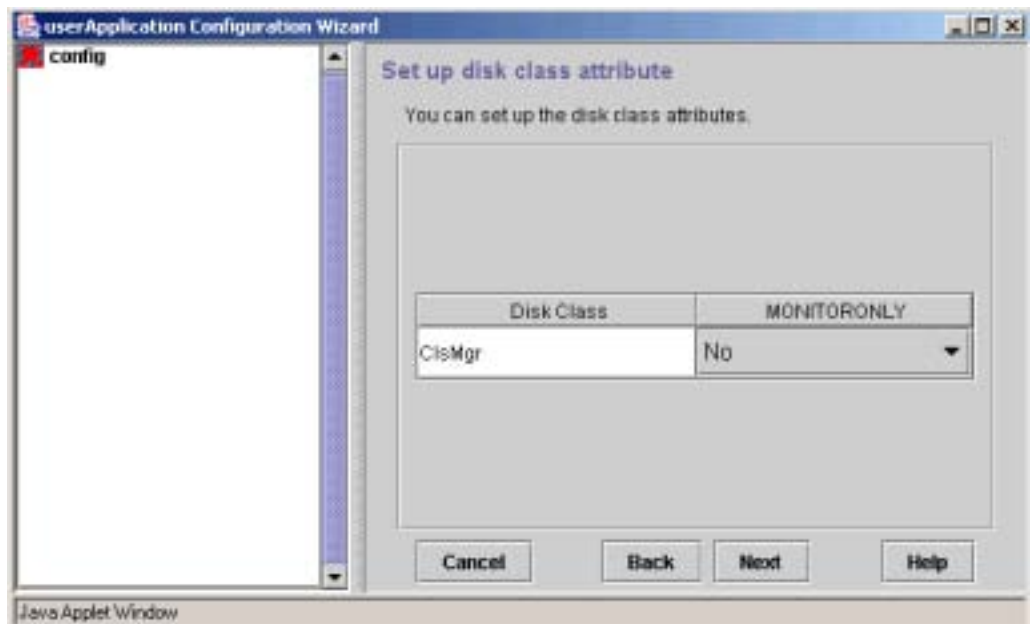 userApplication Configuration Wizard
config
Set up disk class attribute
You can set up the disk class attributes.
Disk Class MONITORONLY
ClsMgr No
Cancel Back Next Help
Java Applet Window